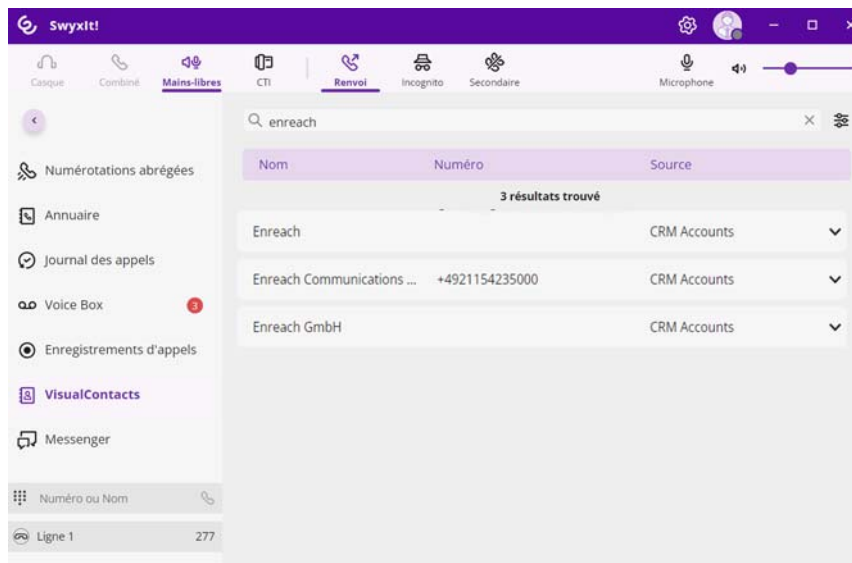 SwyxIt!
Casque Combiné Mains-libres CTI Renvoi Incognito Secondaire Microphone
enreach
Numérotations abrégées
Annuaire
Journal des appels
Voice Box 3
Enregistrements d'appels
VisualContacts
Messenger
Numéro ou Nom
Ligne 1 277
Nom Numéro Source
3 résultats trouvé
Enreach CRM Accounts
Enreach Communications ... +4921154235000 CRM Accounts
Enreach GmbH CRM Accounts